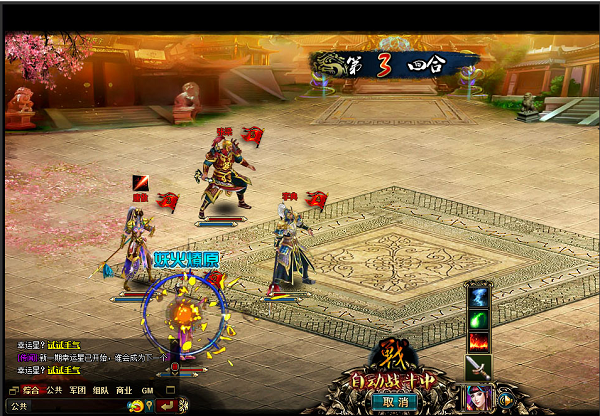 第3回合
妖火燎原
幸运星？试试手气
新一期幸运星已开始，谁会成为下一个
幸运星？试试手气
战
自动战斗中
取消
综合 公共 军团 组队 商业 GM
公共